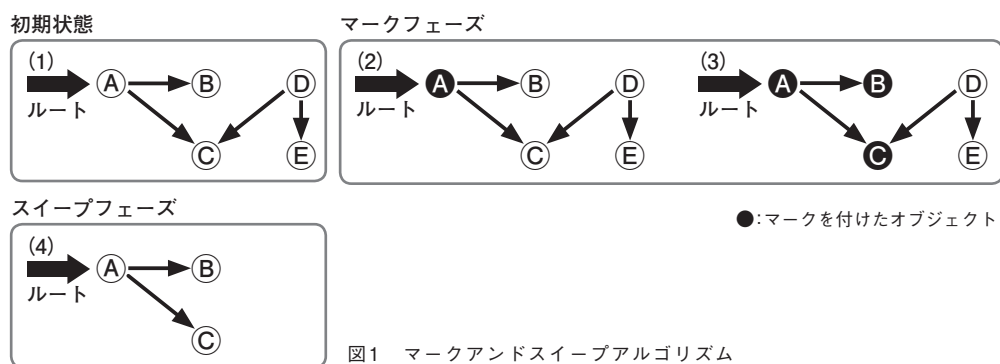 初期状態
(1)
ルート
A
B
C
D
E
マークフェーズ
(2)
ルート
A
B
C
D
E
(3)
ルート
A
B
C
D
E
スイープフェーズ
(4)
ルート
A
B
C
●:マークを付けたオブジェクト
図1 マークアンドスイープアルゴリズム